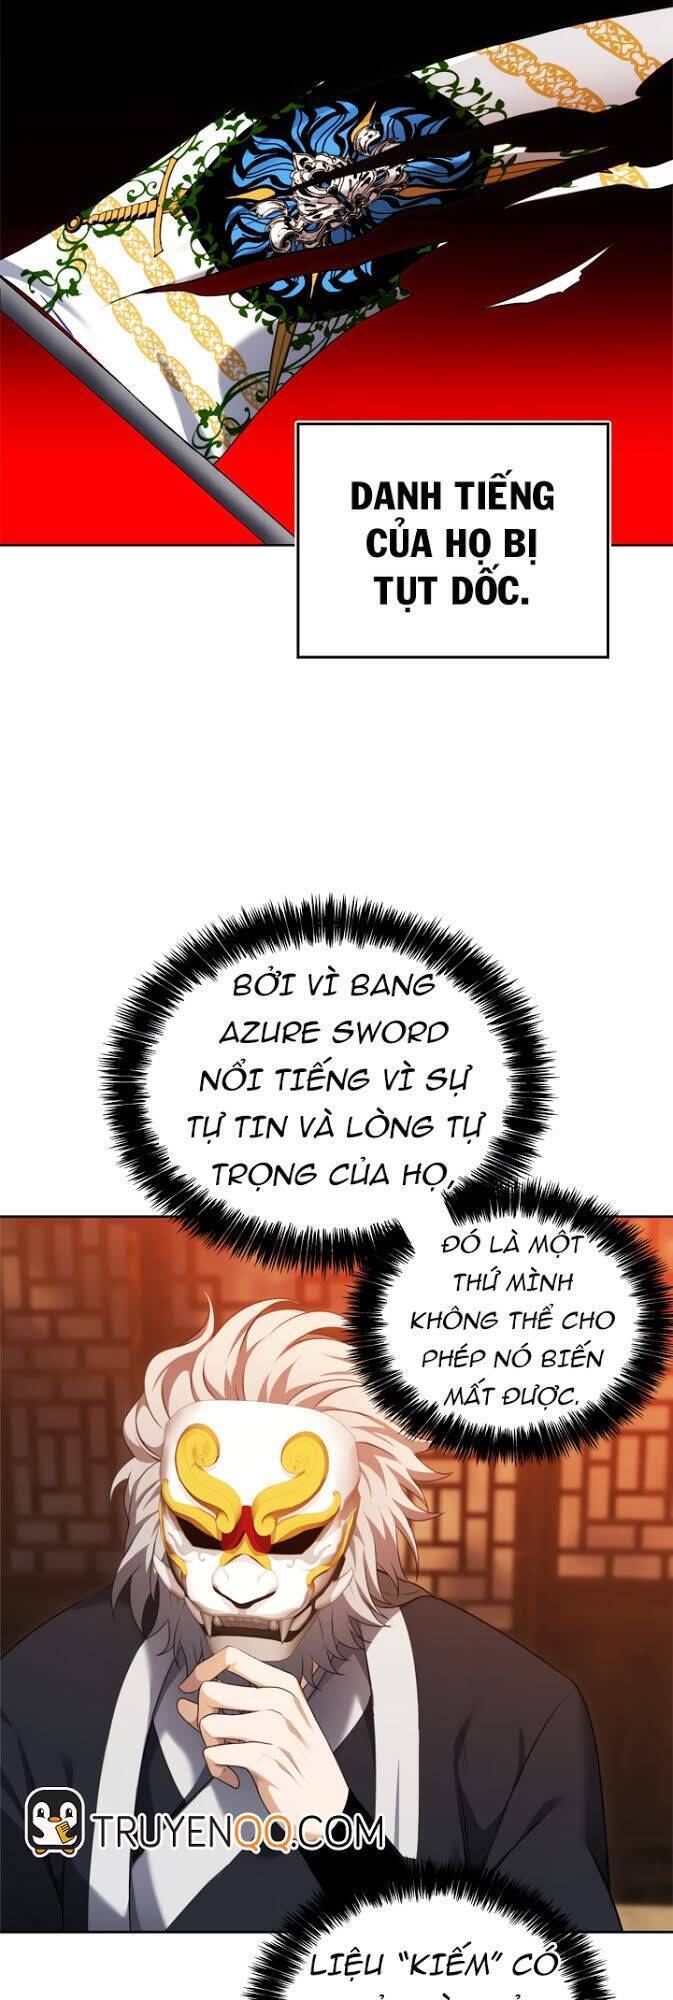 DANH TIẾNG
CỦA HỌ BỊ
TỤT DỐC.
BỞI VÌ BANG
AZURE SWORD
NỔI TIẾNG VÌ SỰ
TỰ TIN VÀ LÒNG TỰ
TRỌNG CỦA HỌ,
ĐÓ LÀ MỘT
THỨ MÌNH
KHÔNG THỂ CHO
PHÉP NÓ BIẾN
MẤT ĐƯỢC.
TRUYENQQ.COM
LIỆU “KIẾM” CÓ